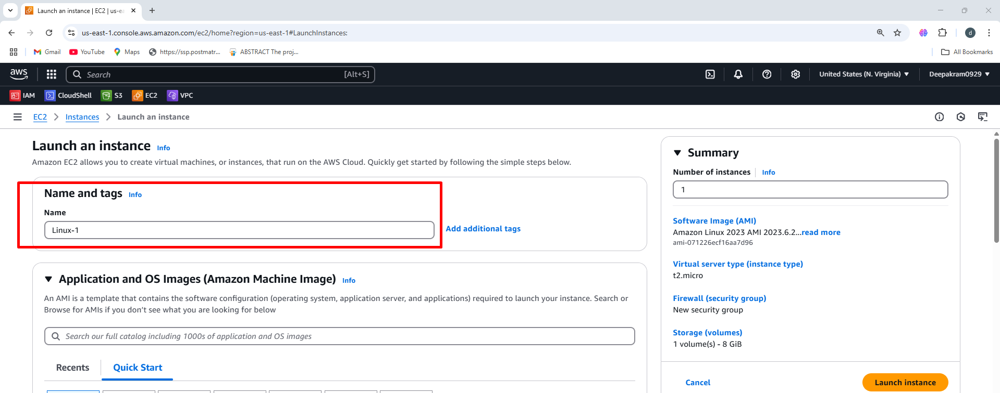 Launch an instance | EC2 | us-ea
us-east-1.console.aws.amazon.com/ec2/home?region=us-east-1#LaunchInstances:
d
Gmail
YouTube
Maps
https://ssp.postmatr...
ABSTRACT The proj...
All Bookmarks
aws
Search
[Alt+S]
United States (N. Virginia)
Deepakram0929
IAM
CloudShell
S3
EC2
VPC
EC2
Instances
Launch an instance
Launch an instance Info
Amazon EC2 allows you to create virtual machines, or instances, that run on the AWS Cloud. Quickly get started by following the simple steps below.
Name and tags Info
Name
Linux-1
Add additional tags
Application and OS Images (Amazon Machine Image) Info
An AMI is a template that contains the software configuration (operating system, application server, and applications) required to launch your instance. Search or
Browse for AMIs if you don't see what you are looking for below
Search our full catalog including 1000s of application and OS images
Recents
Quick Start
Summary
Number of instances Info
1
Software Image (AMI)
Amazon Linux 2023 AMI 2023.6.2...read more
ami-071226ecf16aa7d96
Virtual server type (instance type)
t2.micro
Firewall (security group)
New security group
Storage (volumes)
1 volume(s) - 8 GiB
Cancel
Launch instance